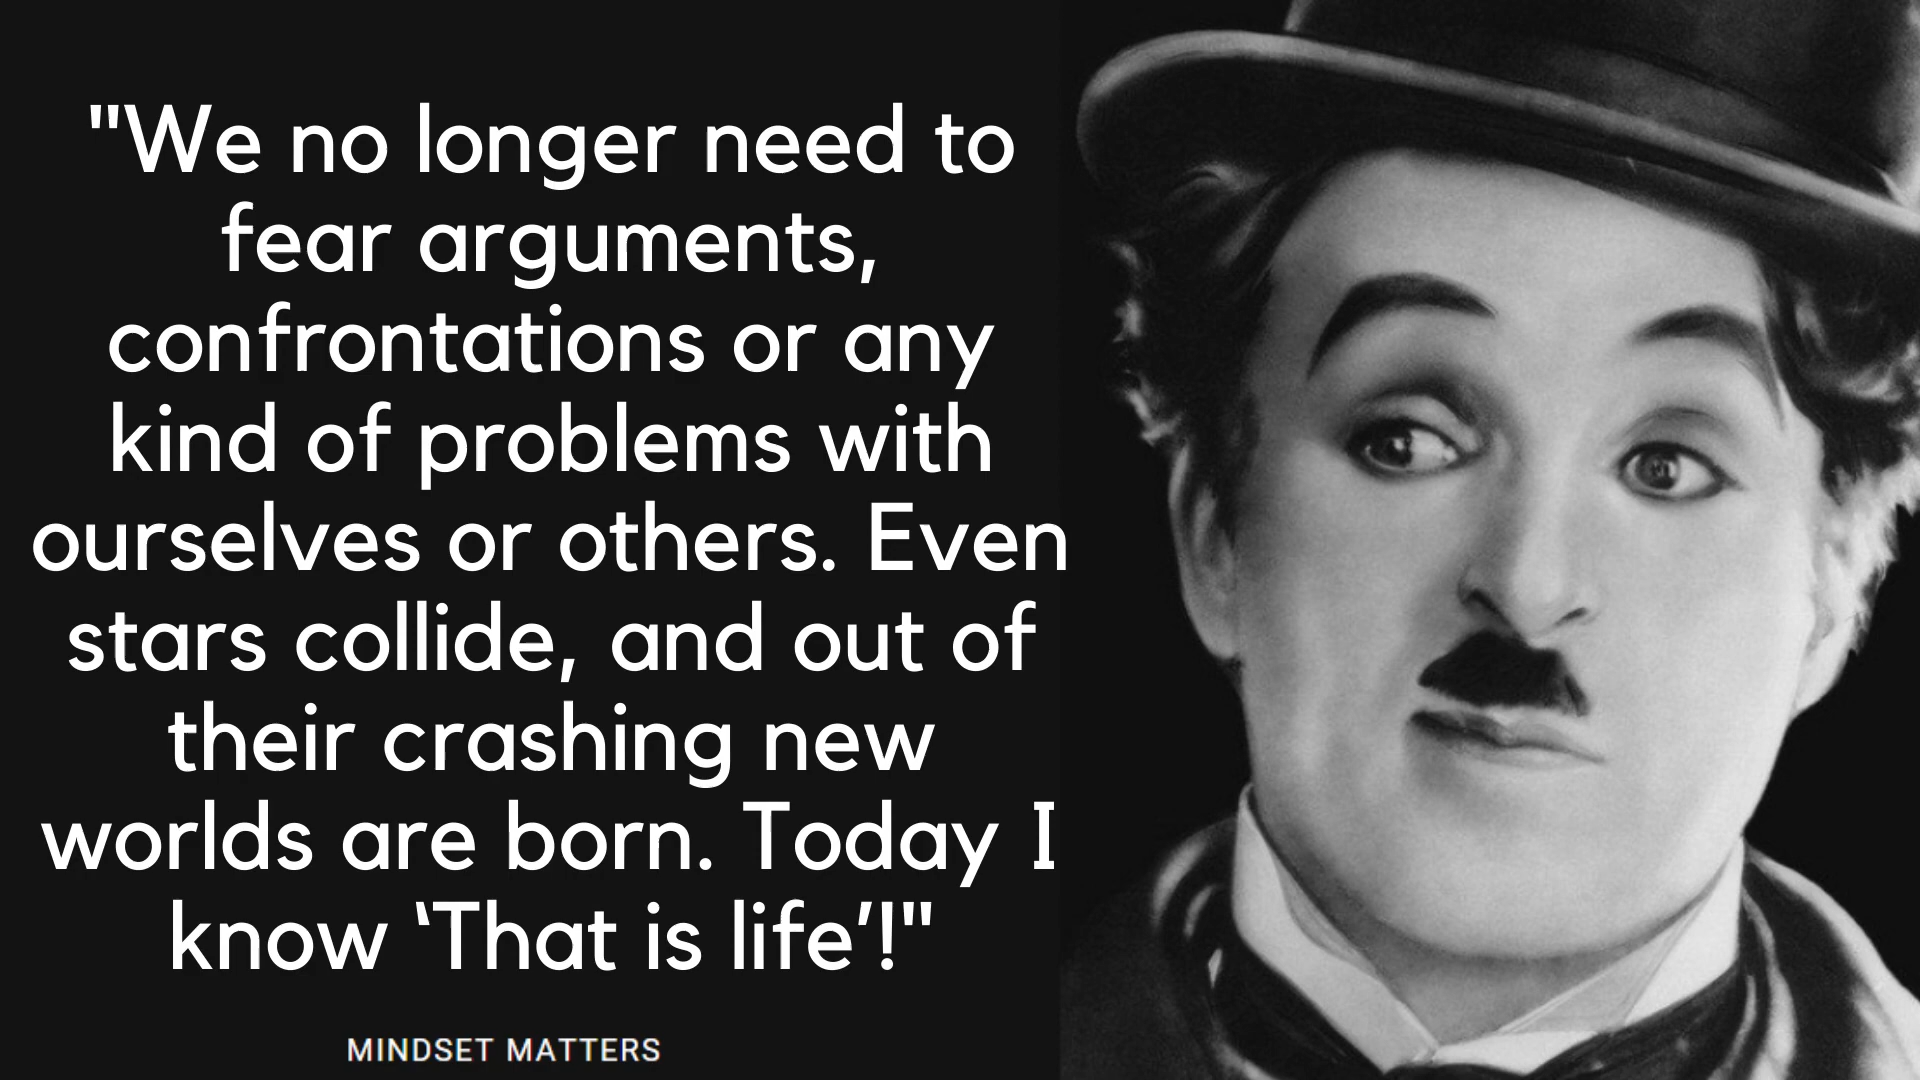 "We no longer need to
fear arguments,
confrontations or any
kind of problems with
ourselves or others. Even
stars collide, and out of
their crashing new
worlds are born. Today I
know ‘That is life’!"
MINDSET MATTERS